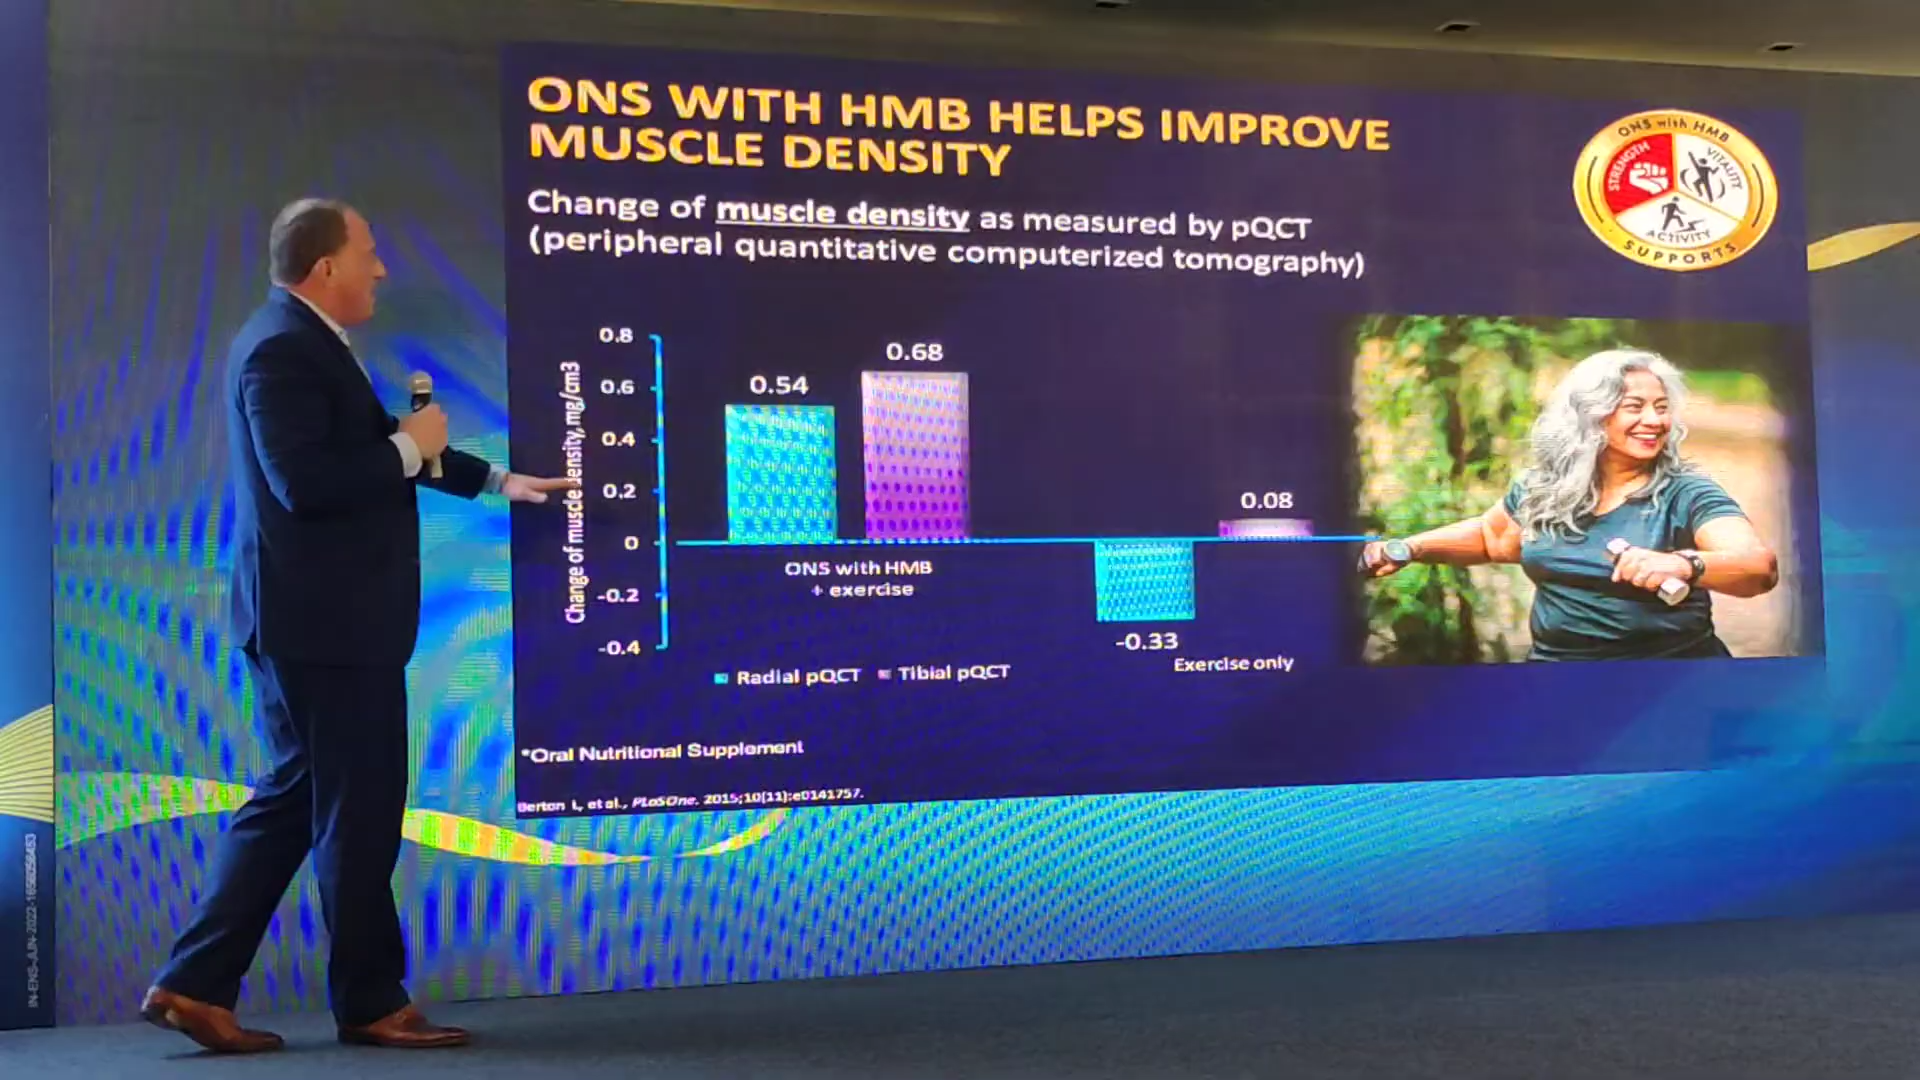 ONS WITH HMB HELPS IMPROVE
MUSCLE DENSITY
Change of muscle density as measured by pQCT
(peripheral quantitative computerized tomography)
ONS with HMB
STRENGTH
VITALITY
ACTIVITY
SUPPORTS
Change of muscle density, mg/cm3
0.8
0.6
0.4
0.2
0
-0.2
-0.4
0.54
0.68
0.08
-0.33
ONS with HMB
+ exercise
Exercise only
Radial pQCT
Tibial pQCT
*Oral Nutritional Supplement
Berton L, et al., PLoSOne. 2015;10(11):e0141757.